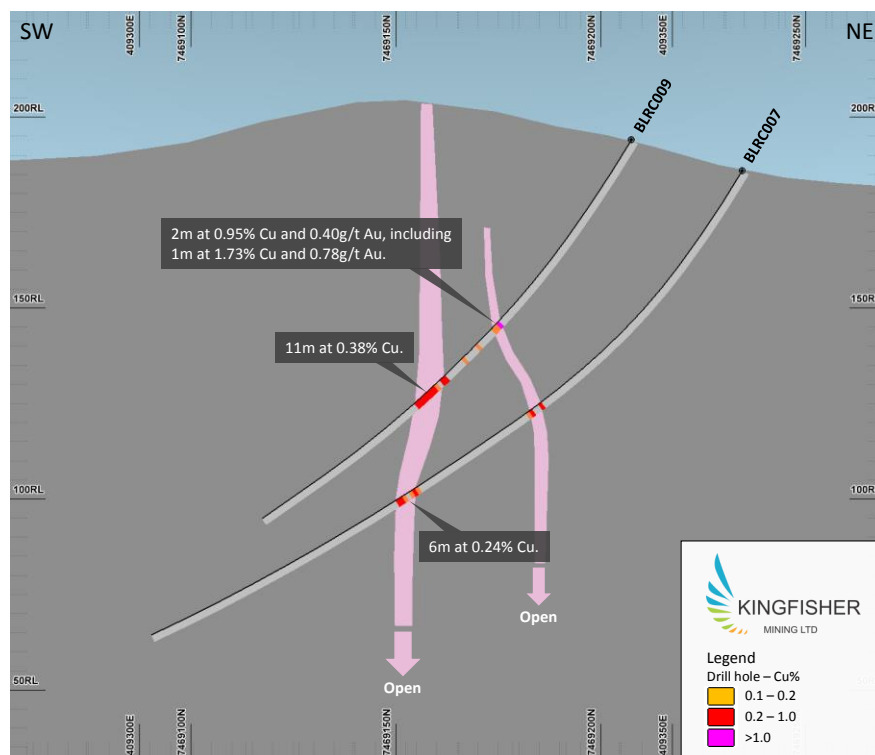 SW
409300E
7469100N
7469150N
7469200N
409350E
7469250N
NE
200RL
200RL
BLRC009
BLRC007
2m at 0.95% Cu and 0.40g/t Au, including
1m at 1.73% Cu and 0.78g/t Au.
150RL
150RL
11m at 0.38% Cu.
100RL
100RL
6m at 0.24% Cu.
Open
Open
KINGFISHER
MINING LTD
Legend
Drill hole – Cu%
0.1 – 0.2
0.2 – 1.0
>1.0
50RL
409300E
7469100N
7469150N
7469200N
409350E
7469250N